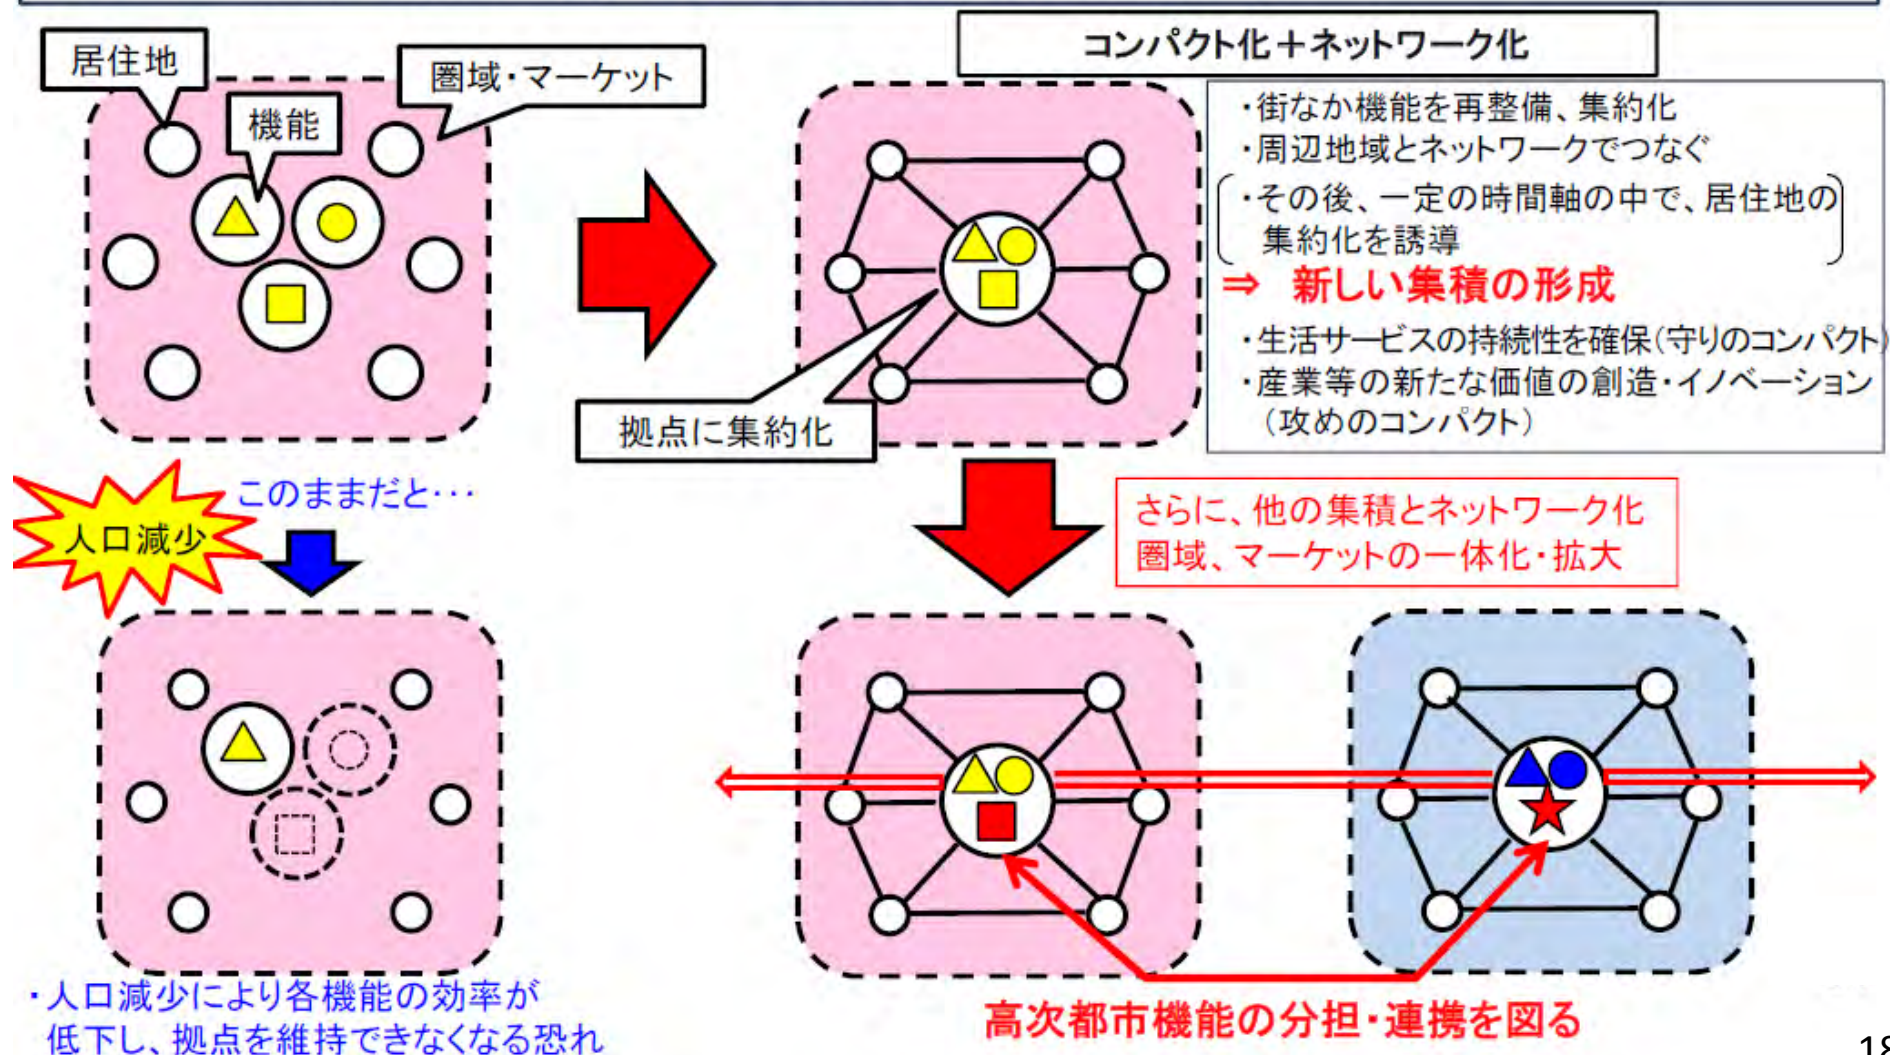 コンパクト化＋ネットワーク化
居住地
圏域・マーケット
機能
・街なか機能を再整備、集約化
・周辺地域とネットワークでつなぐ
・その後、一定の時間軸の中で、居住地の
集約化を誘導
⇒ 新しい集積の形成
・生活サービスの持続性を確保（守りのコンパクト）
・産業等の新たな価値の創造・イノベーション
（攻めのコンパクト）
拠点に集約化
このままだと・・・
人口減少
さらに、他の集積とネットワーク化
圏域、マーケットの一体化・拡大
・人口減少により各機能の効率が
低下し、拠点を維持できなくなる恐れ
高次都市機能の分担・連携を図る
18